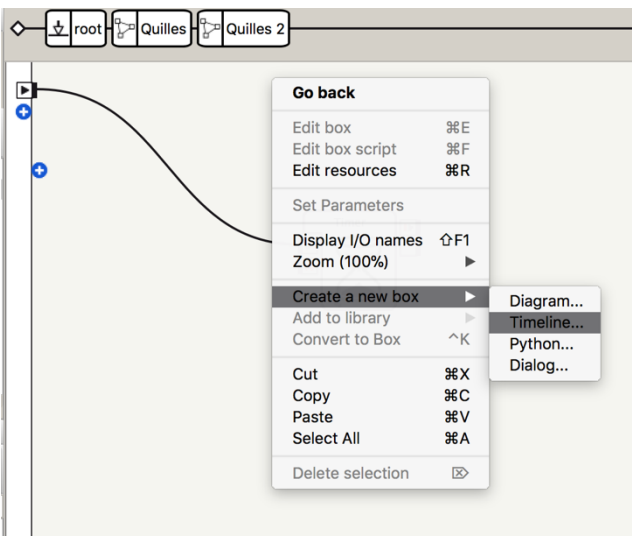 root Quilles Quilles 2
Go back
Edit box ⌘E
Edit box script ⌘F
Edit resources ⌘R
Set Parameters
Display I/O names ⇧F1
Zoom (100%) ▶
Create a new box ▶
Add to library ▶
Convert to Box ^K
Cut ⌘X
Copy ⌘C
Paste ⌘V
Select All ⌘A
Delete selection ⌦
Diagram...
Timeline...
Python...
Dialog...